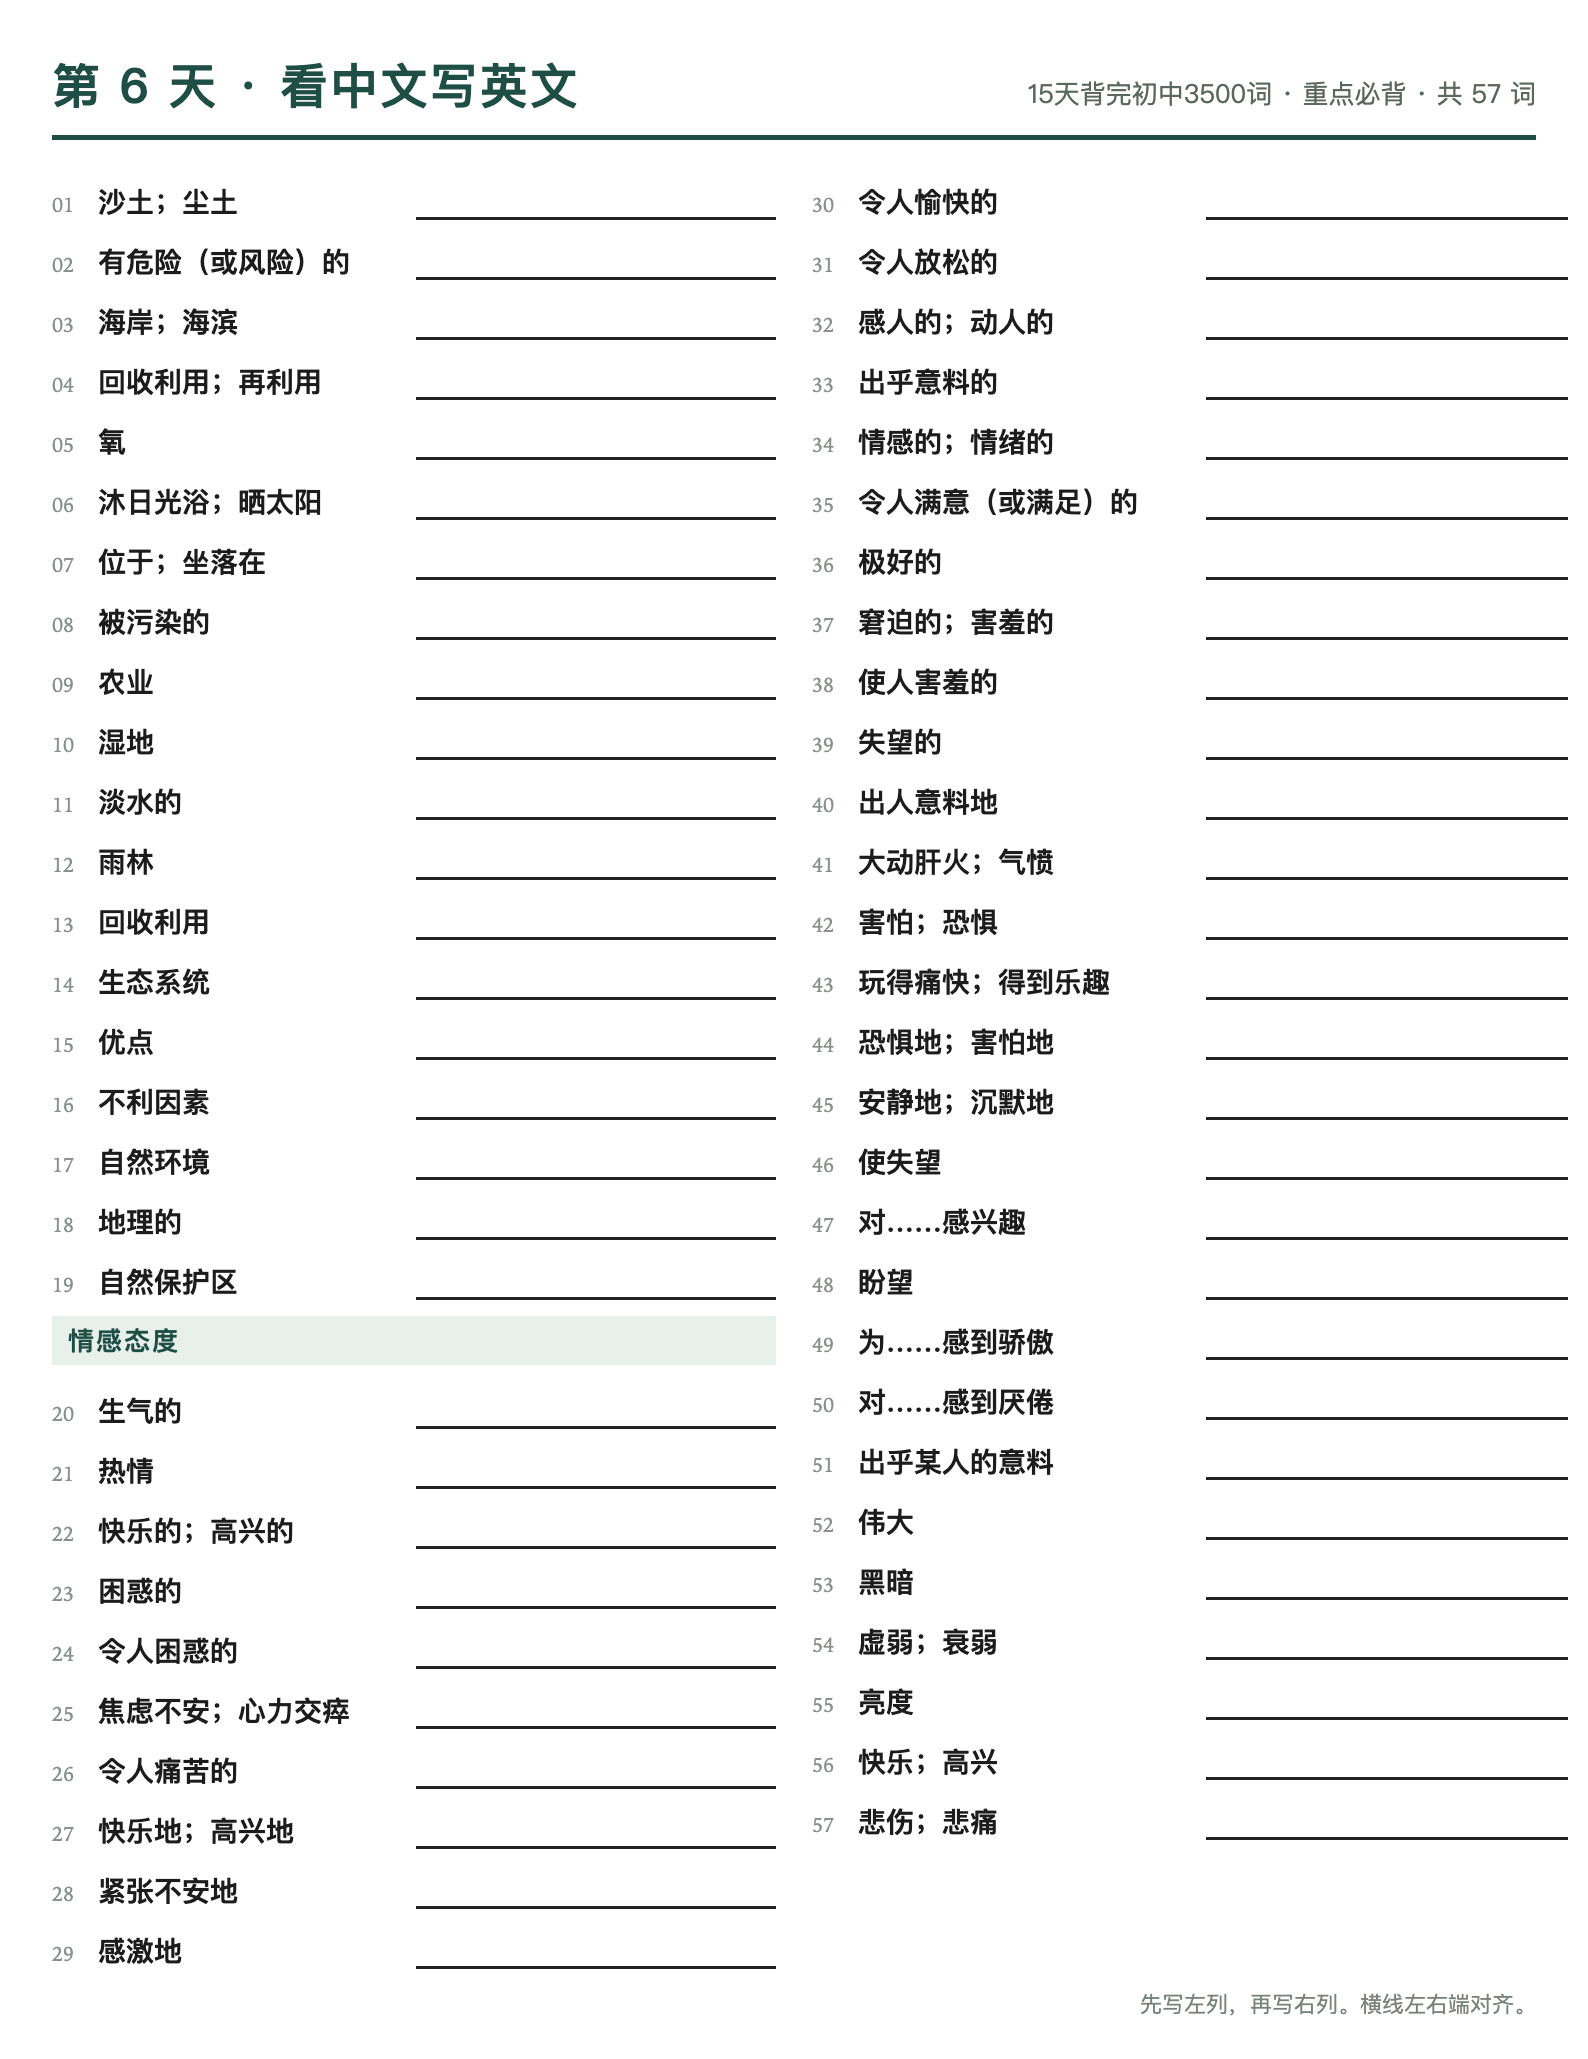 第 6 天 · 看中文写英文
15天背完初中3500词 · 重点必背 · 共 57 词
01 沙土；尘土
02 有危险（或风险）的
03 海岸；海滨
04 回收利用；再利用
05 氧
06 沐日光浴；晒太阳
07 位于；坐落在
08 被污染的
09 农业
10 湿地
11 淡水的
12 雨林
13 回收利用
14 生态系统
15 优点
16 不利因素
17 自然环境
18 地理的
19 自然保护区
情感态度
20 生气的
21 热情
22 快乐的；高兴的
23 困惑的
24 令人困惑的
25 焦虑不安；心力交瘁
26 令人痛苦的
27 快乐地；高兴地
28 紧张不安地
29 感激地
30 令人愉快的
31 令人放松的
32 感人的；动人的
33 出乎意料的
34 情感的；情绪的
35 令人满意（或满足）的
36 极好的
37 窘迫的；害羞的
38 使人害羞的
39 失望的
40 出人意料地
41 大动肝火；气愤
42 害怕；恐惧
43 玩得痛快；得到乐趣
44 恐惧地；害怕地
45 安静地；沉默地
46 使失望
47 对……感兴趣
48 盼望
49 为……感到骄傲
50 对……感到厌倦
51 出乎某人的意料
52 伟大
53 黑暗
54 虚弱；衰弱
55 亮度
56 快乐；高兴
57 悲伤；悲痛
先写左列，再写右列。横线左右端对齐。